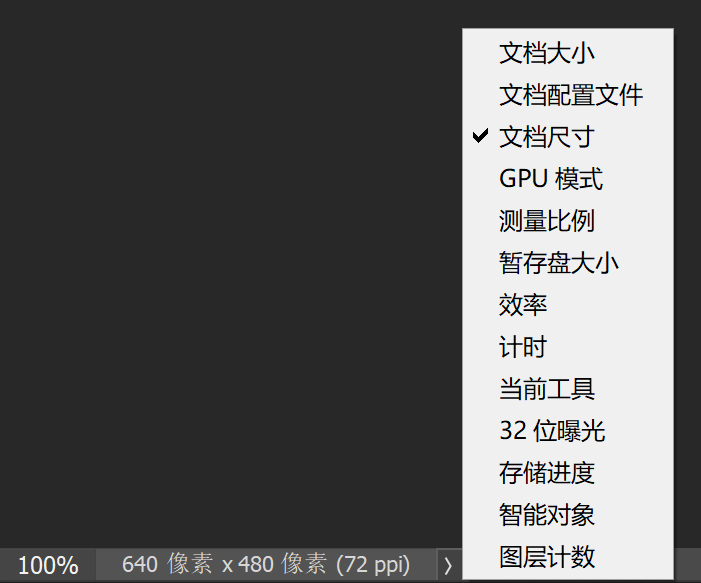 文档大小
文档配置文件
文档尺寸
GPU 模式
测量比例
暂存盘大小
效率
计时
当前工具
32 位曝光
存储进度
智能对象
图层计数
100% 640 像素 x 480 像素 (72 ppi)